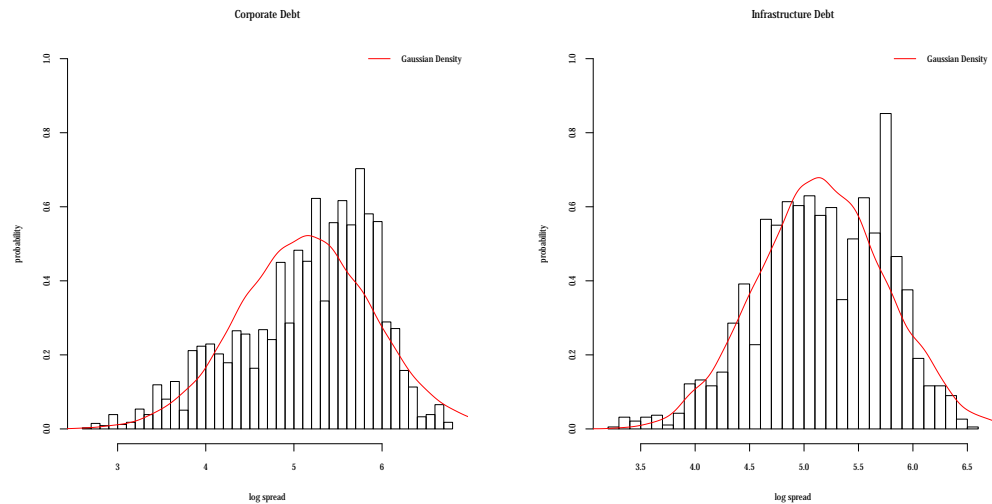 Corporate Debt
Gaussian Density
probability
0.0 0.2 0.4 0.6 0.8 1.0
3 4 5 6
log spread
Infrastructure Debt
Gaussian Density
probability
0.0 0.2 0.4 0.6 0.8 1.0
3.5 4.0 4.5 5.0 5.5 6.0 6.5
log spread